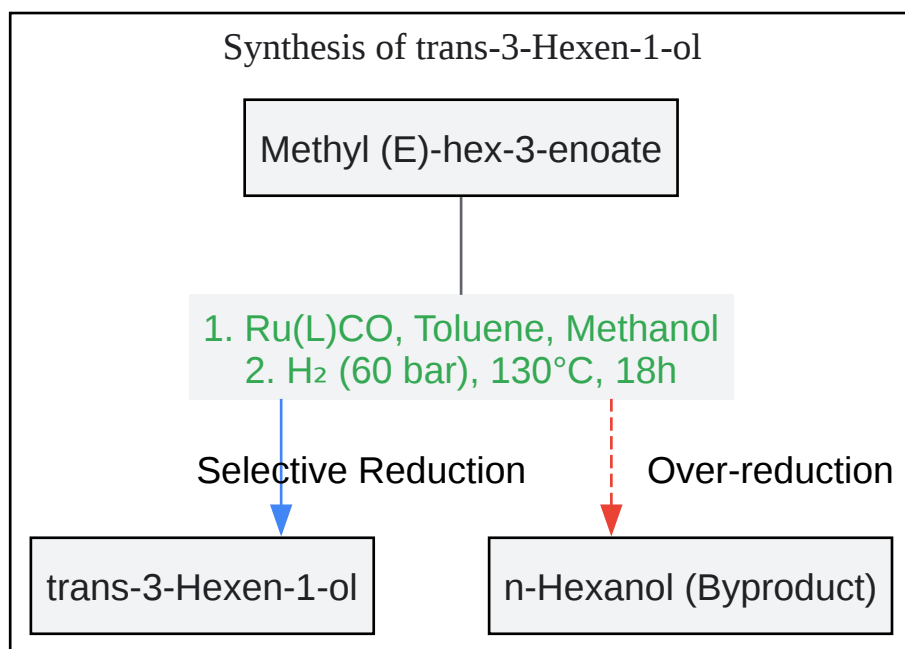 Synthesis of trans-3-Hexen-1-ol
Methyl (E)-hex-3-enoate
1. Ru(L)CO, Toluene, Methanol
2. H₂ (60 bar), 130°C, 18h
Selective Reduction
Over-reduction
trans-3-Hexen-1-ol
n-Hexanol (Byproduct)